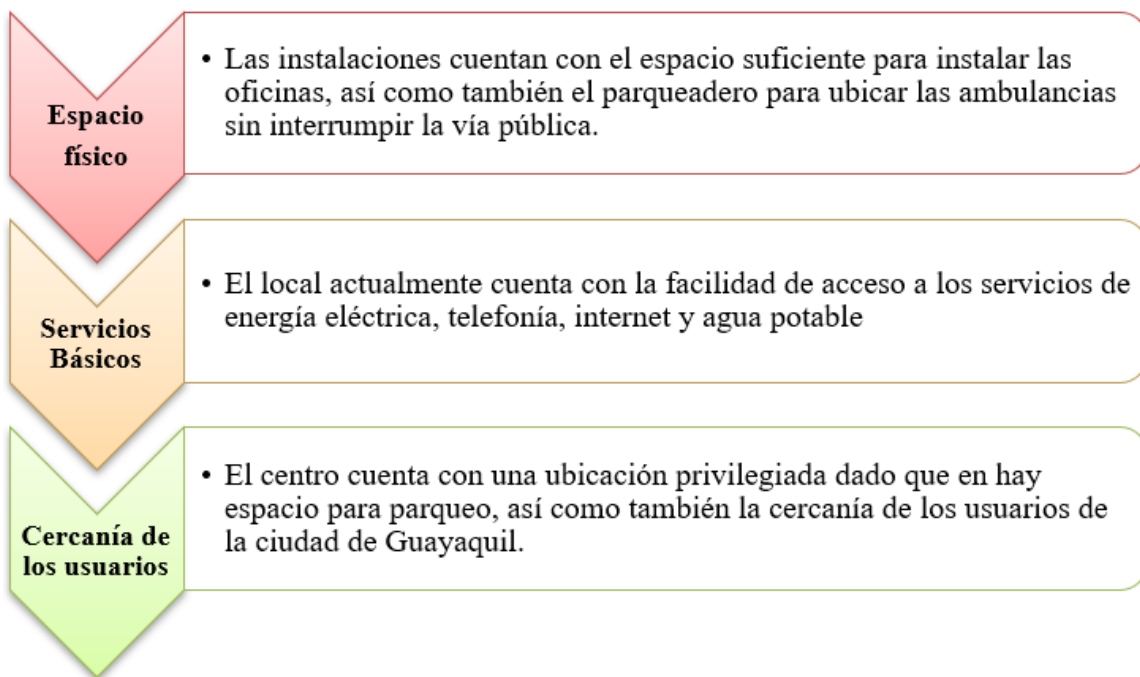 Espacio
físico
• Las instalaciones cuentan con el espacio suficiente para instalar las
oficinas, así como también el parqueadero para ubicar las ambulancias
sin interrumpir la vía pública.
Servicios
Básicos
• El local actualmente cuenta con la facilidad de acceso a los servicios de
energía eléctrica, telefonía, internet y agua potable
Cercanía de
los usuarios
• El centro cuenta con una ubicación privilegiada dado que en hay
espacio para parqueo, así como también la cercanía de los usuarios de
la ciudad de Guayaquil.